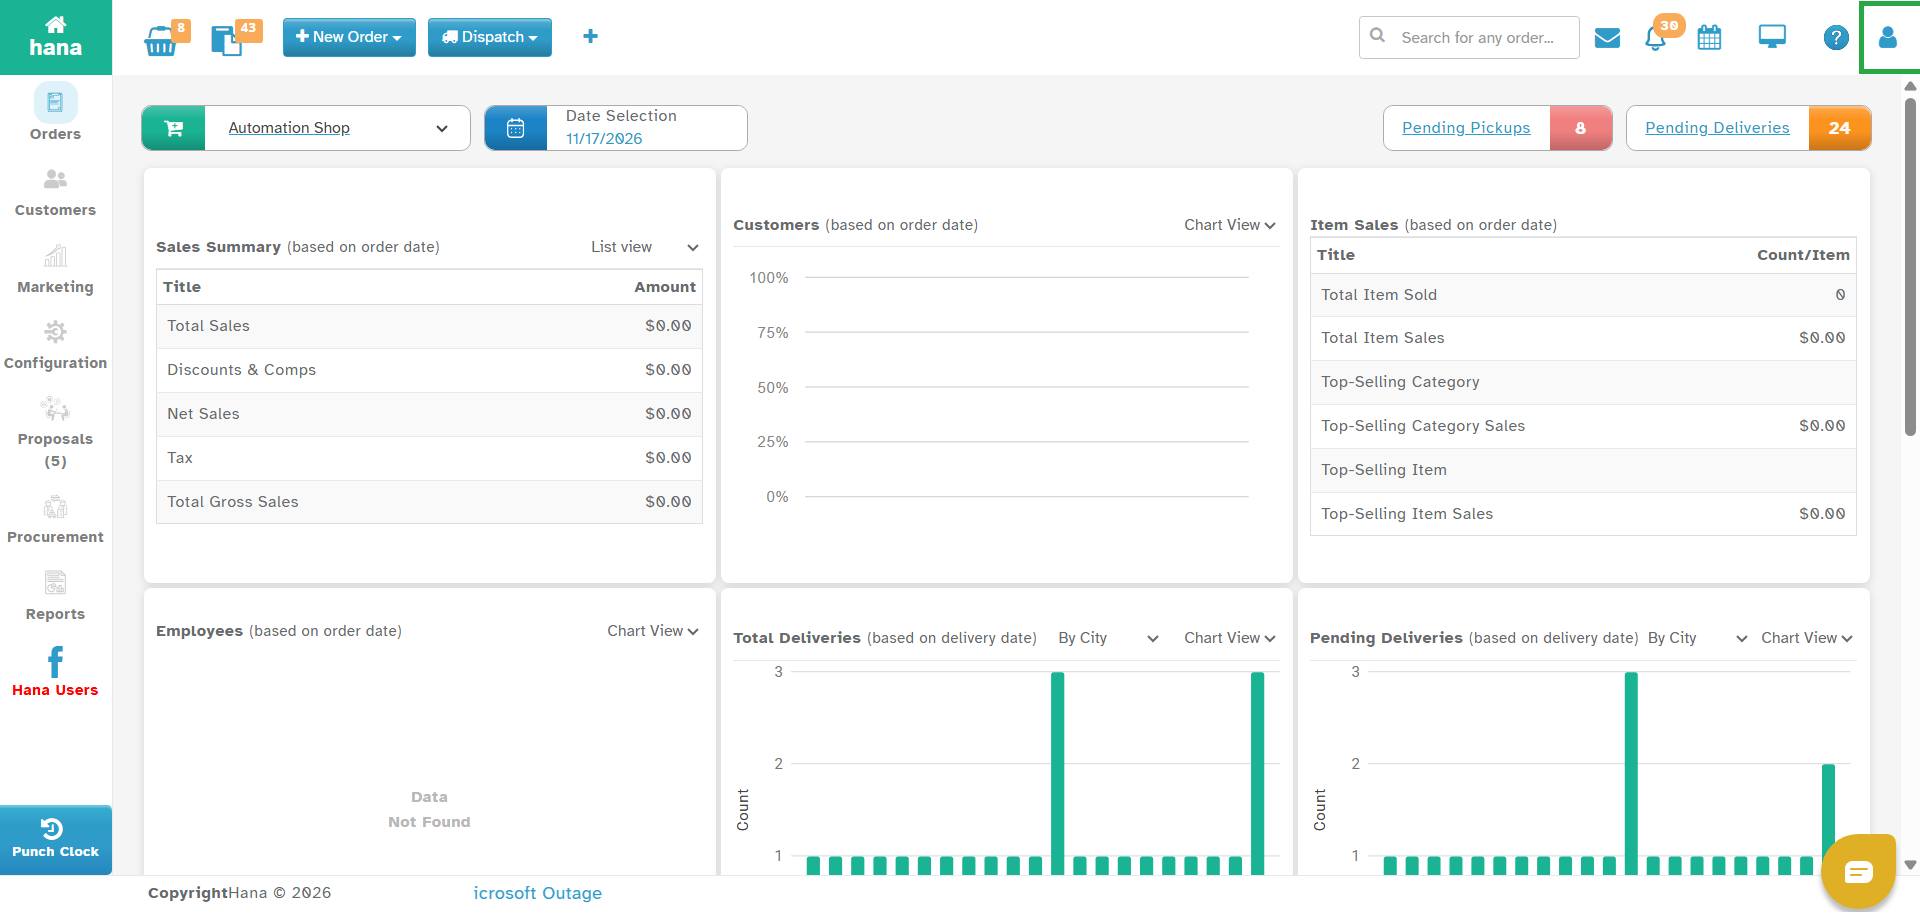 hana
8
43
New Order
Dispatch
Search for any order...
30
?
Orders
Customers
Marketing
Configuration
Proposals
(5)
Procurement
Reports
Hana Users
Punch Clock
Automation Shop
Date Selection
11/17/2026
Pending Pickups 8
Pending Deliveries 24
Sales Summary (based on order date) List view
Title Amount
Total Sales $0.00
Discounts & Comps $0.00
Net Sales $0.00
Tax $0.00
Total Gross Sales $0.00
Customers (based on order date) Chart View
100%
75%
50%
25%
0%
Item Sales (based on order date)
Title Count/Item
Total Item Sold 0
Total Item Sales $0.00
Top-Selling Category
Top-Selling Category Sales $0.00
Top-Selling Item
Top-Selling Item Sales $0.00
Employees (based on order date) Chart View
Data
Not Found
Total Deliveries (based on delivery date) By City Chart View
3
2
1
Count
Pending Deliveries (based on delivery date) By City Chart View
3
2
1
Count
CopyrightHana © 2026
icrosoft Outage